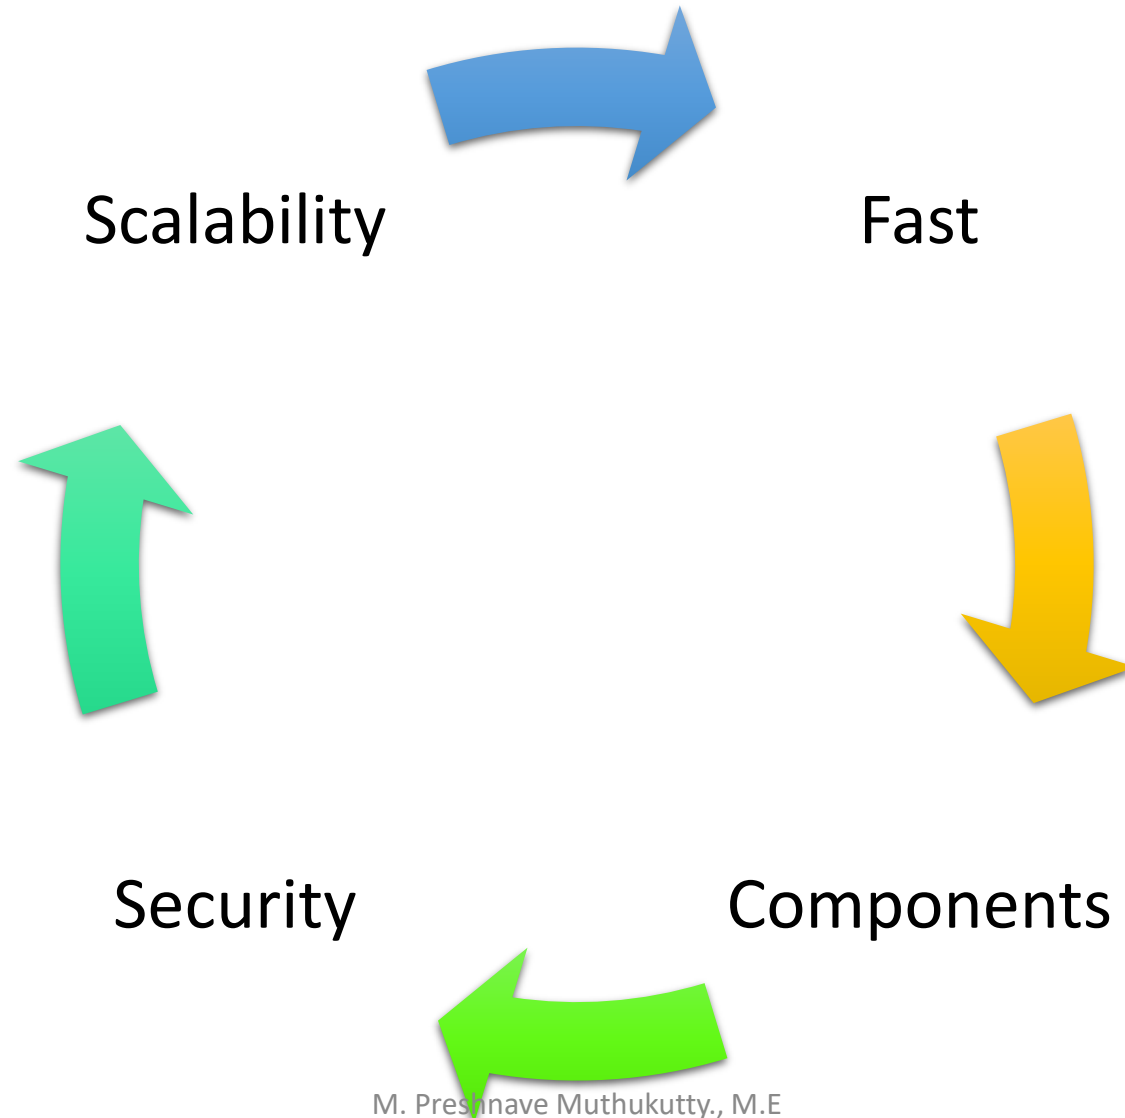 Scalability
Fast
Security
Components
M. Preshnave Muthukutty., M.E